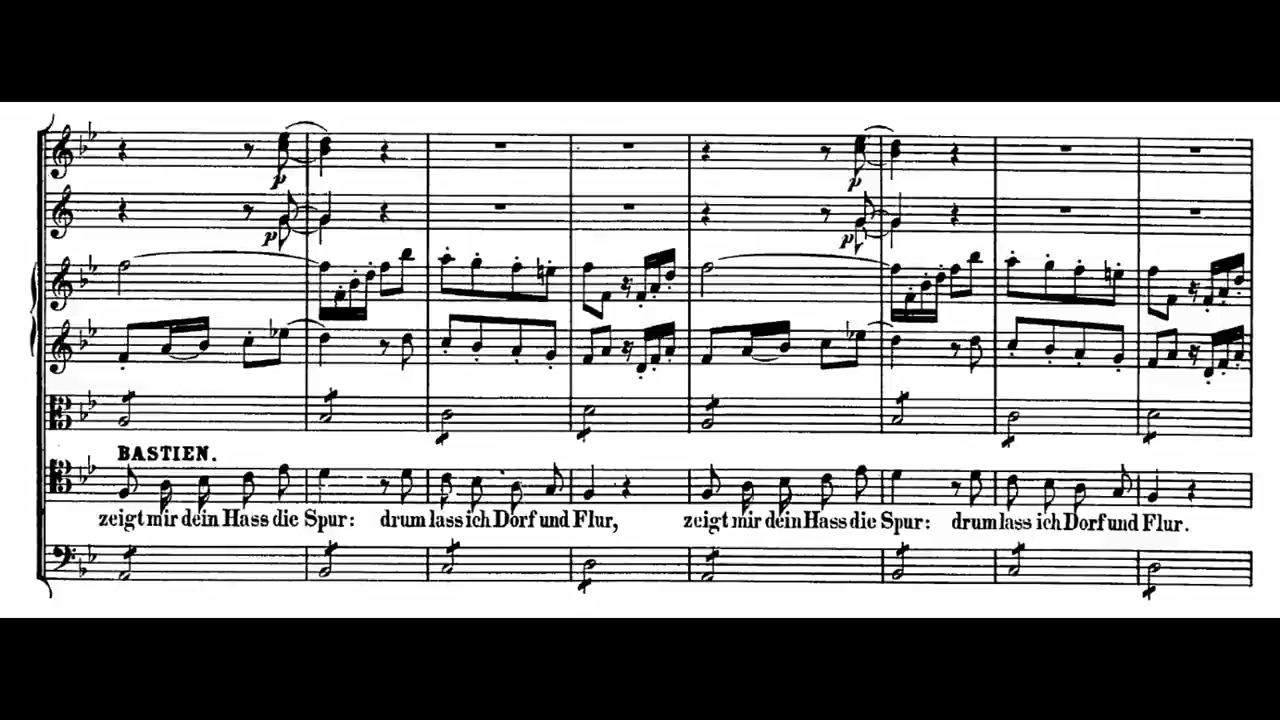 p
p
p
p
BASTIEN.
zeigt mir dein Hass die Spur: drum lass ich Dorf und Flur, zeigt mir dein Hass die Spur: drum lass ich Dorf und Flur.